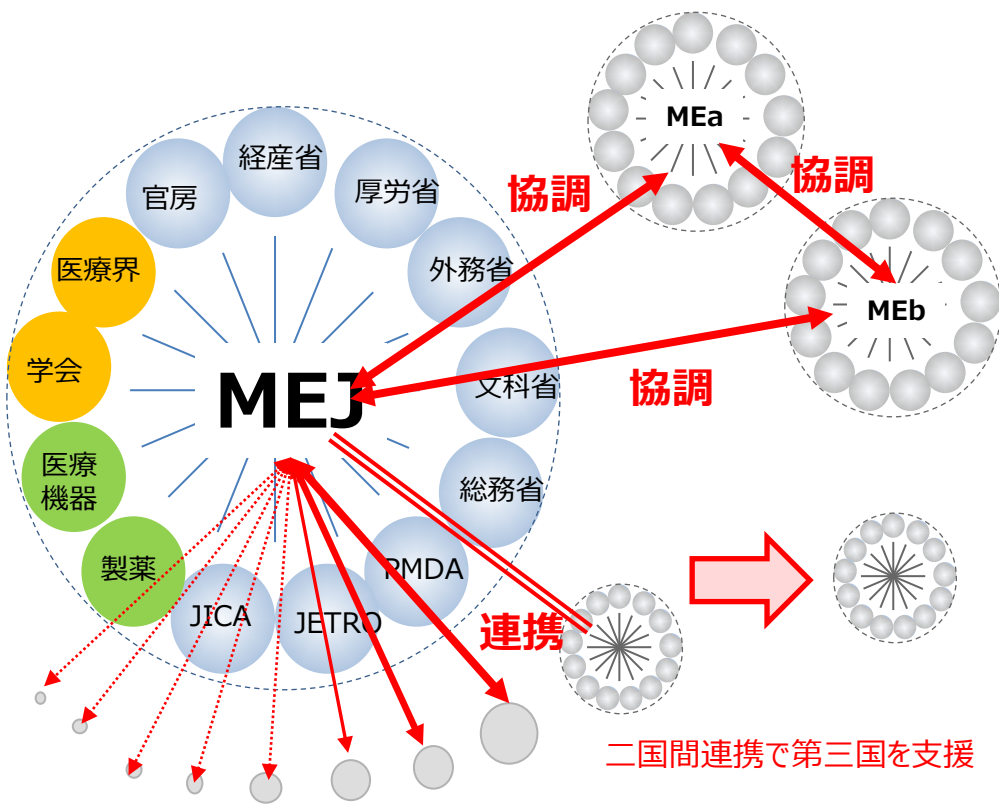 経産省
官房
厚労省
医療界
外務省
学会
文科省
MEJ
医療
機器
総務省
製薬
PMDA
JICA
JETRO
MEa
協調
協調
MEb
協調
連携
二国間連携で第三国を支援